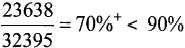 23638
32395 = 70%⁺ < 90%